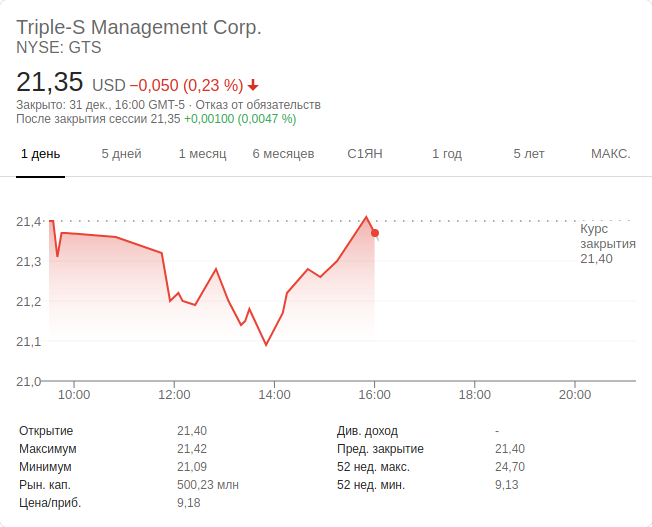 Triple-S Management Corp.
NYSE: GTS
21,35 USD −0,050 (0,23 %)
Закрыто: 31 дек., 16:00 GMT-5 · Отказ от обязательств
После закрытия сессии 21,35 +0,00100 (0,0047 %)
1 день 5 дней 1 месяц 6 месяцев С1ЯН 1 год 5 лет МАКС.
21,4
Курс
закрытия
21,40
21,3
21,2
21,1
21,0
10:00 12:00 14:00 16:00 18:00 20:00
Открытие 21,40 Див. доход -
Максимум 21,42 Пред. закрытие 21,40
Минимум 21,09 52 нед. макс. 24,70
Рын. кап. 500,23 млн 52 нед. мин. 9,13
Цена/приб. 9,18